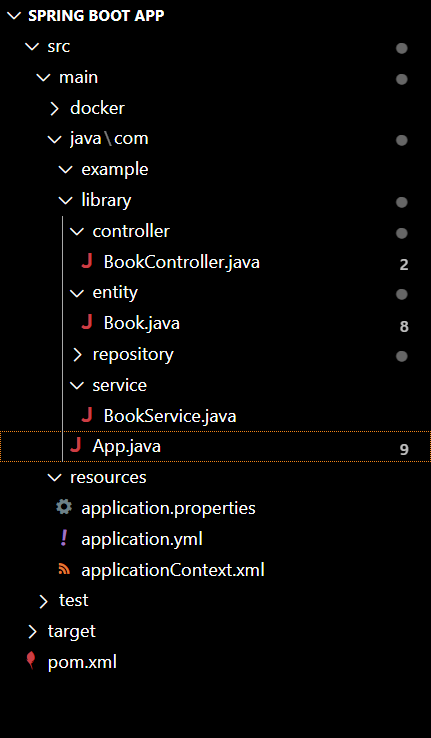 SPRING BOOT APP
src
main
docker
java\com
example
library
controller
BookController.java 2
entity
Book.java 8
repository
service
BookService.java
App.java 9
resources
application.properties
! application.yml
applicationContext.xml
test
target
pom.xml